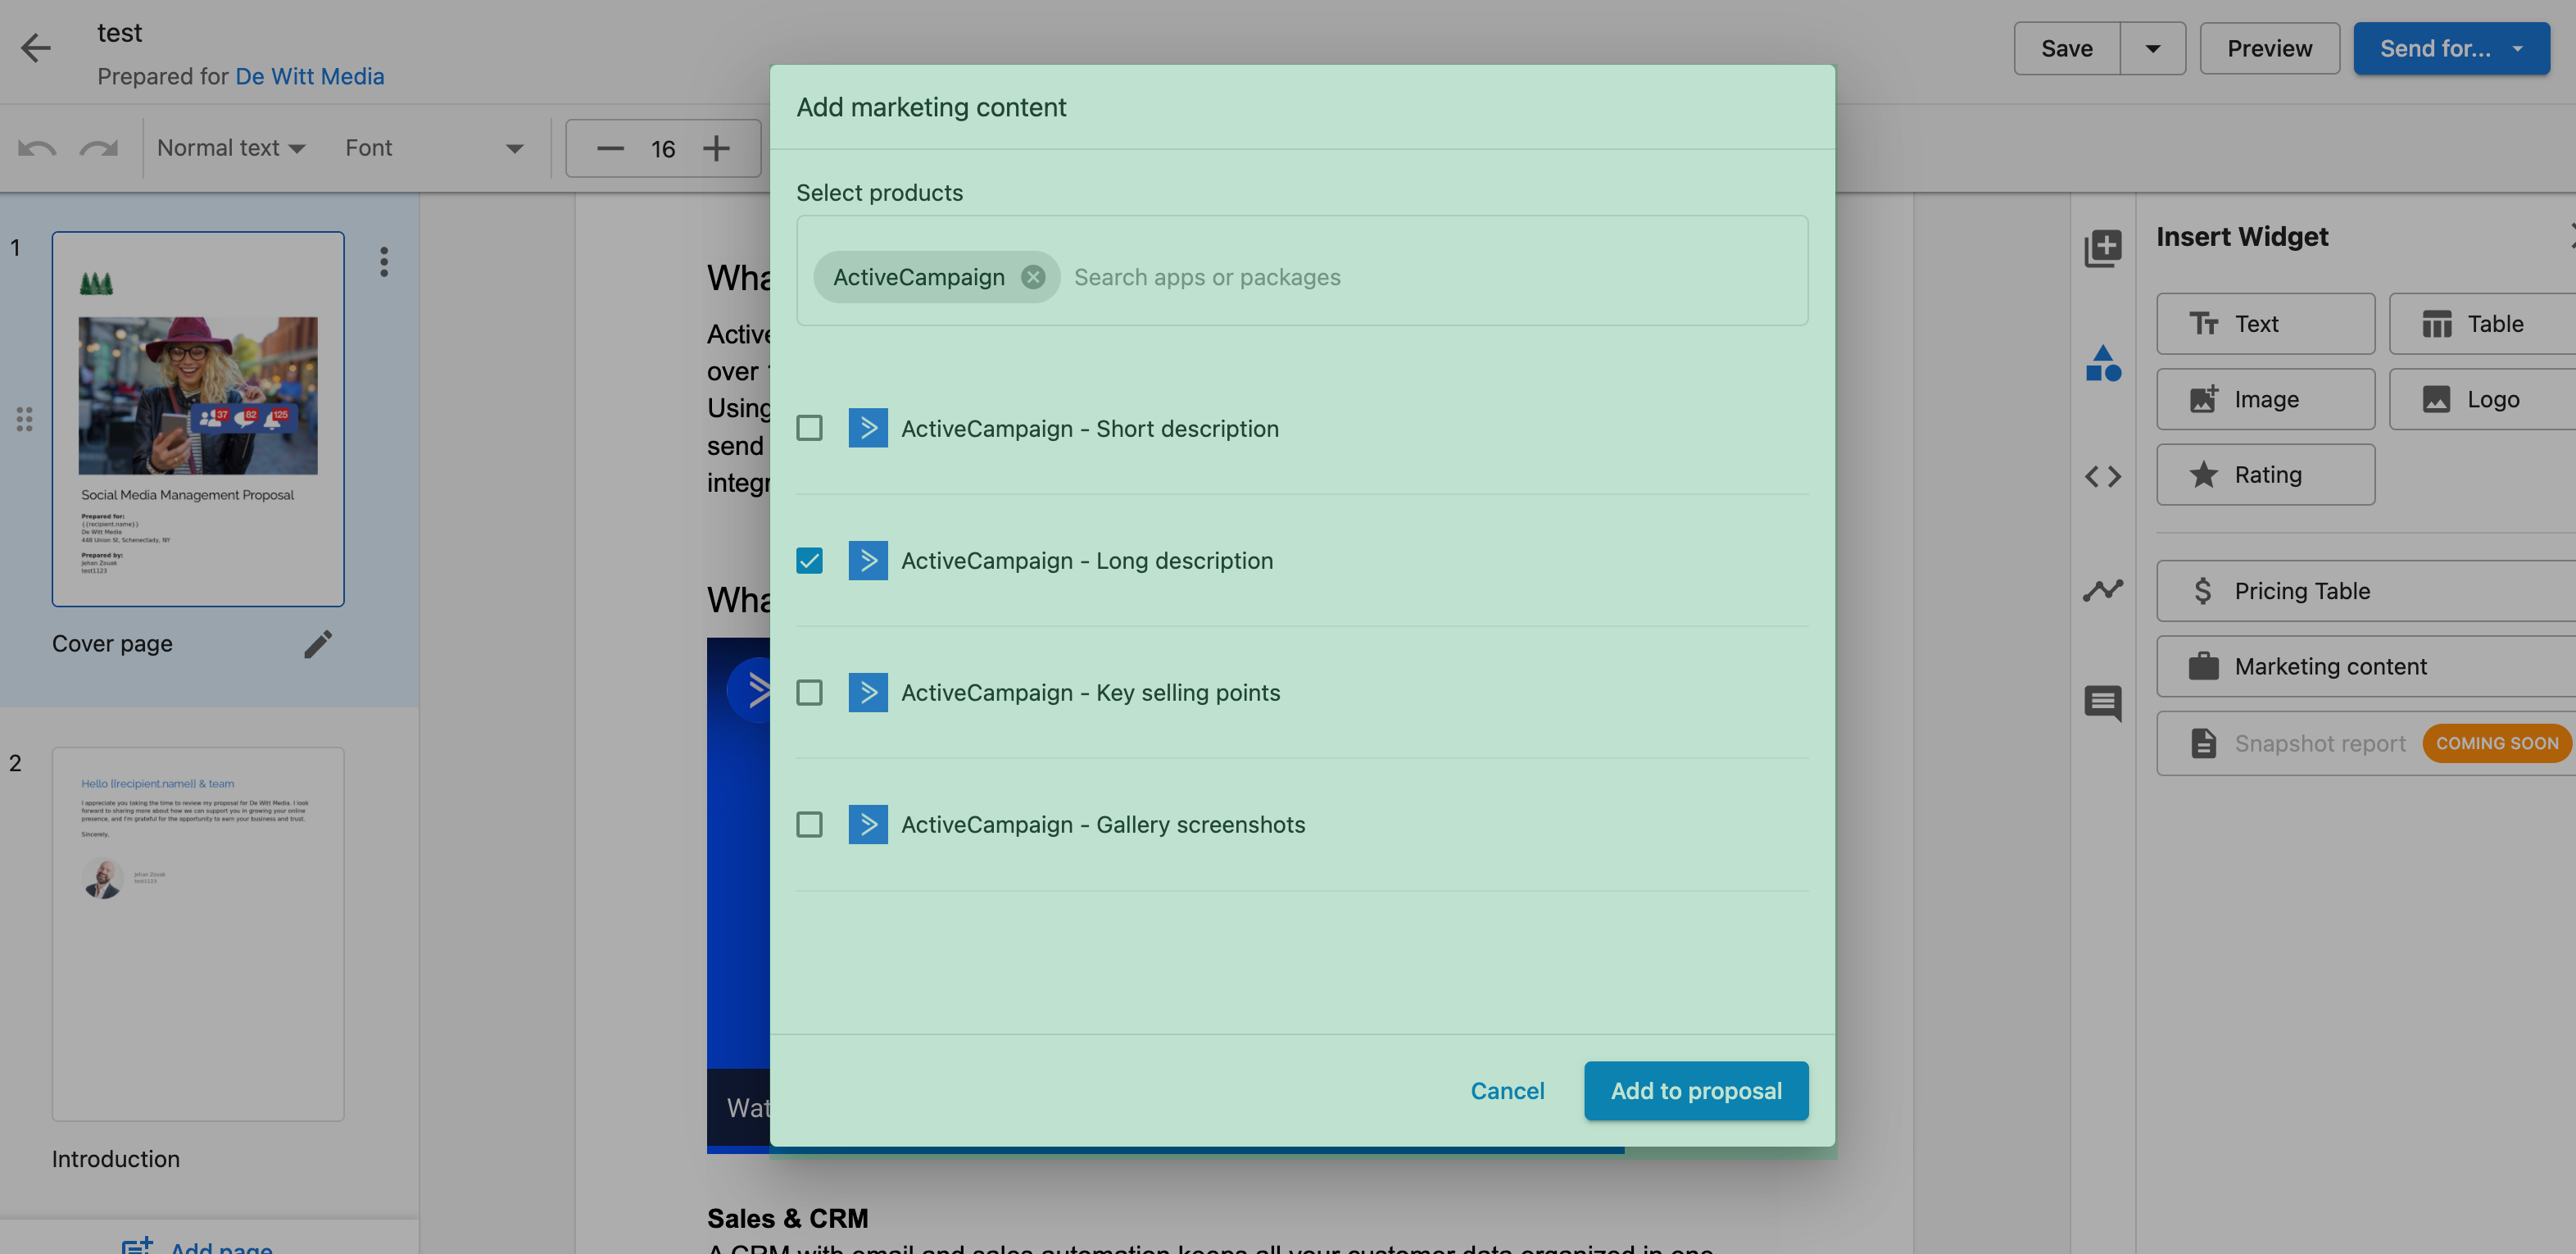 test
Prepared for De Witt Media
Save
Preview
Send for...
Normal text
Font
16
1
37
82
125
Social Media Management Proposal
Prepared for:
{{recipient.name}}
De Witt Media
448 Union St, Schenectady, NY
Prepared by:
Jehan Zouak
test1123
Cover page
2
Hello {{recipient.name}} & team
I appreciate you taking the time to review my proposal for De Witt Media. I look
forward to sharing more about how we can support you in growing your online
presence, and I'm grateful for the opportunity to earn your business and trust.
Sincerely,
Jehan Zouak
test1123
Introduction
Add page
Active
over
Using
send
Add marketing content
Select products
ActiveCampaign
Search apps or packages
ActiveCampaign - Short description
ActiveCampaign - Long description
ActiveCampaign - Key selling points
ActiveCampaign - Gallery screenshots
Cancel
Add to proposal
Sales & CRM
A CRM with email and sales automation keeps all your customer data organized in one
Insert Widget
Text
Table
Image
Logo
Rating
Pricing Table
Marketing content
Snapshot report
COMING SOON